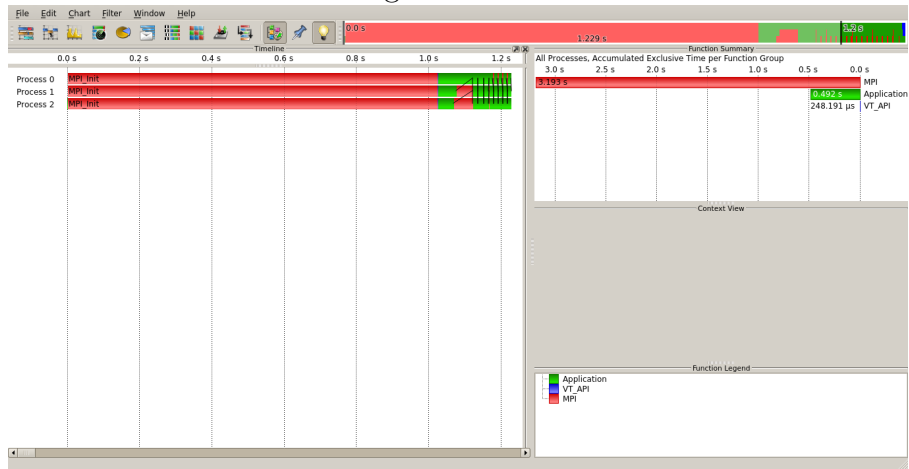 File Edit Chart Filter Window Help
0.0 s 1.2 s
1.229 s
Timeline
0.0 s 0.2 s 0.4 s 0.6 s 0.8 s 1.0 s 1.2 s
Process 0 MPI_Init
Process 1 MPI_Init
Process 2 MPI_Init
Function Summary
All Processes, Accumulated Exclusive Time per Function Group
3.0 s 2.5 s 2.0 s 1.5 s 1.0 s 0.5 s 0.0 s
3.193 s MPI
0.492 s Application
248.191 µs VT_API
Context View
Function Legend
Application
VT_API
MPI